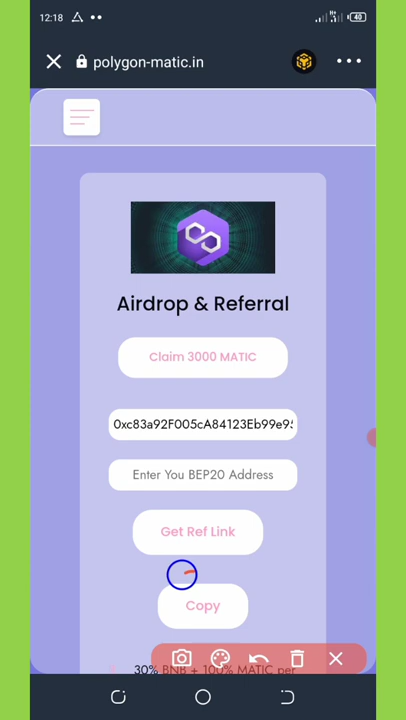 12:18
40
polygon-matic.in
Airdrop & Referral
Claim 3000 MATIC
0xc83a92F005cA84123Eb99e9
Enter You BEP20 Address
Get Ref Link
Copy
30% BNB + 100% MATIC per